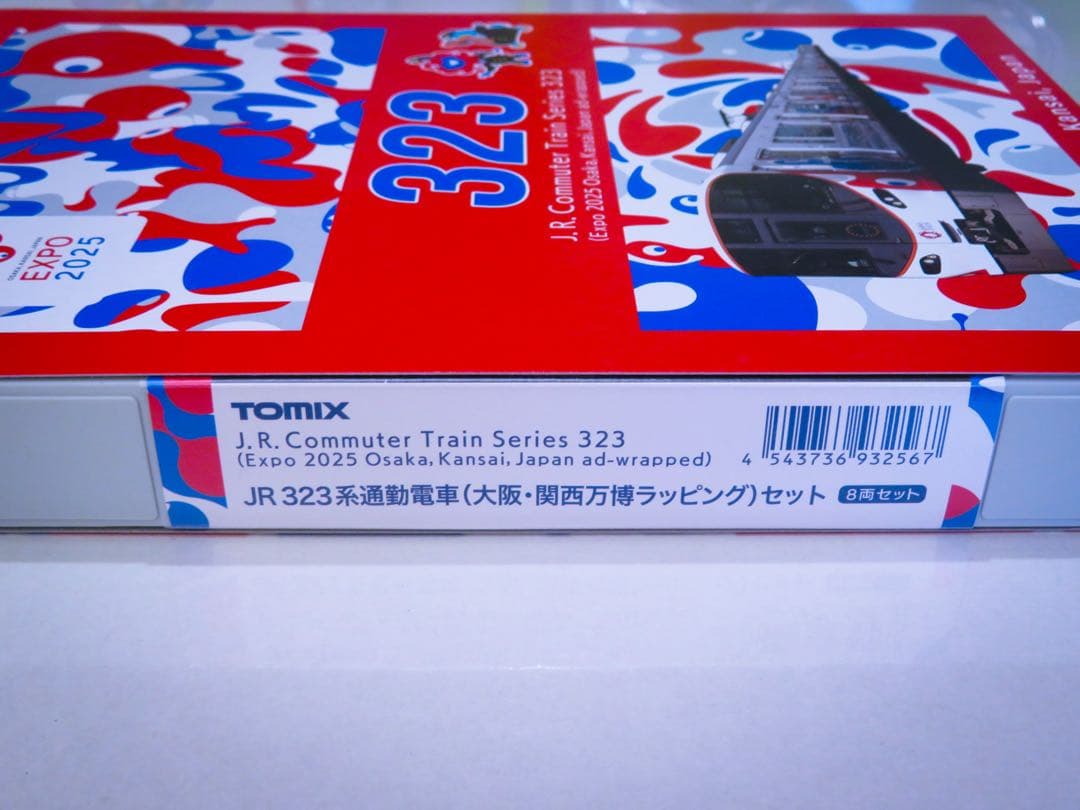 323
J.R. Commuter Train Series 323
(Expo 2025 Osaka, Kansai, Japan ad-wrapped)
Kansai, Japan
OSAKA, KANSAI, JAPAN
EXPO
2025
TOMIX
J.R. Commuter Train Series 323
(Expo 2025 Osaka, Kansai, Japan ad-wrapped)
4 543736 932567
JR 323系通勤電車(大阪・関西万博ラッピング)セット 8両セット